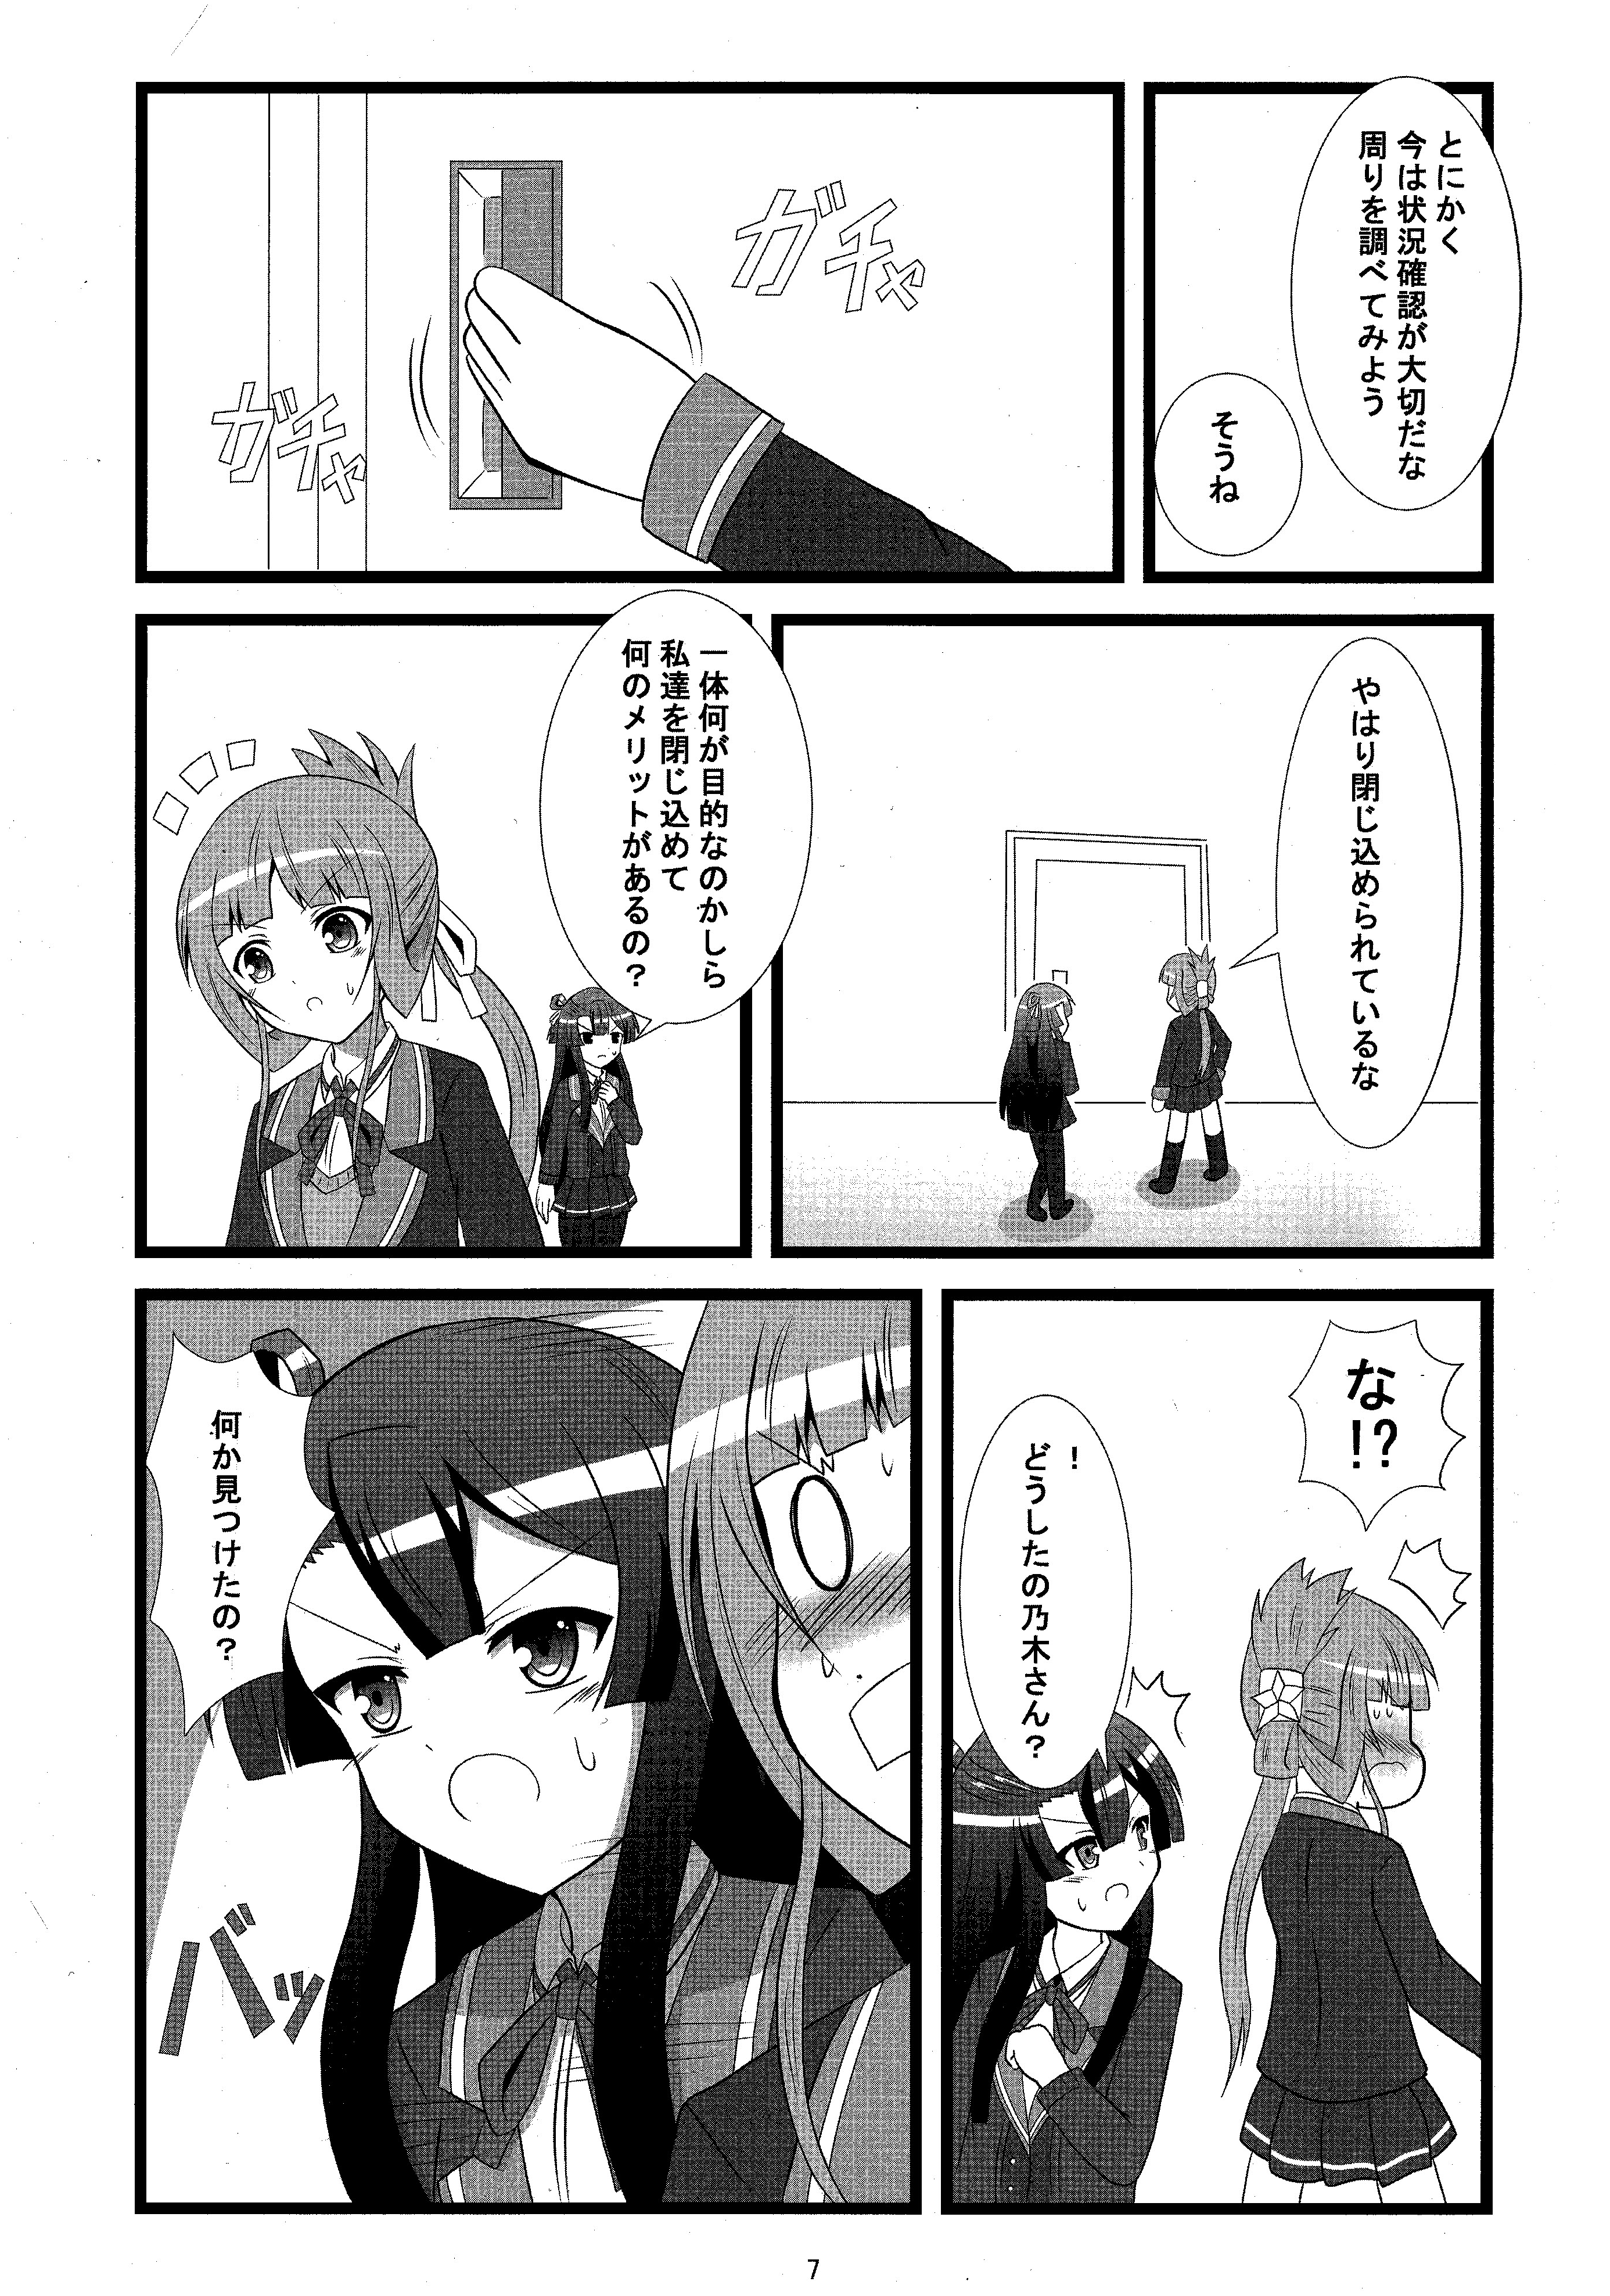 とにかく
今は状況確認が大切だな
周りを調べてみよう
そうね
ガチャ
ガチャ
やはり閉じ込められているな
一体何が目的なのかしら
私達を閉じ込めて
何のメリットがあるの？
な!?
！
どうしたの乃木さん？
何か見つけたの？
バッ
7